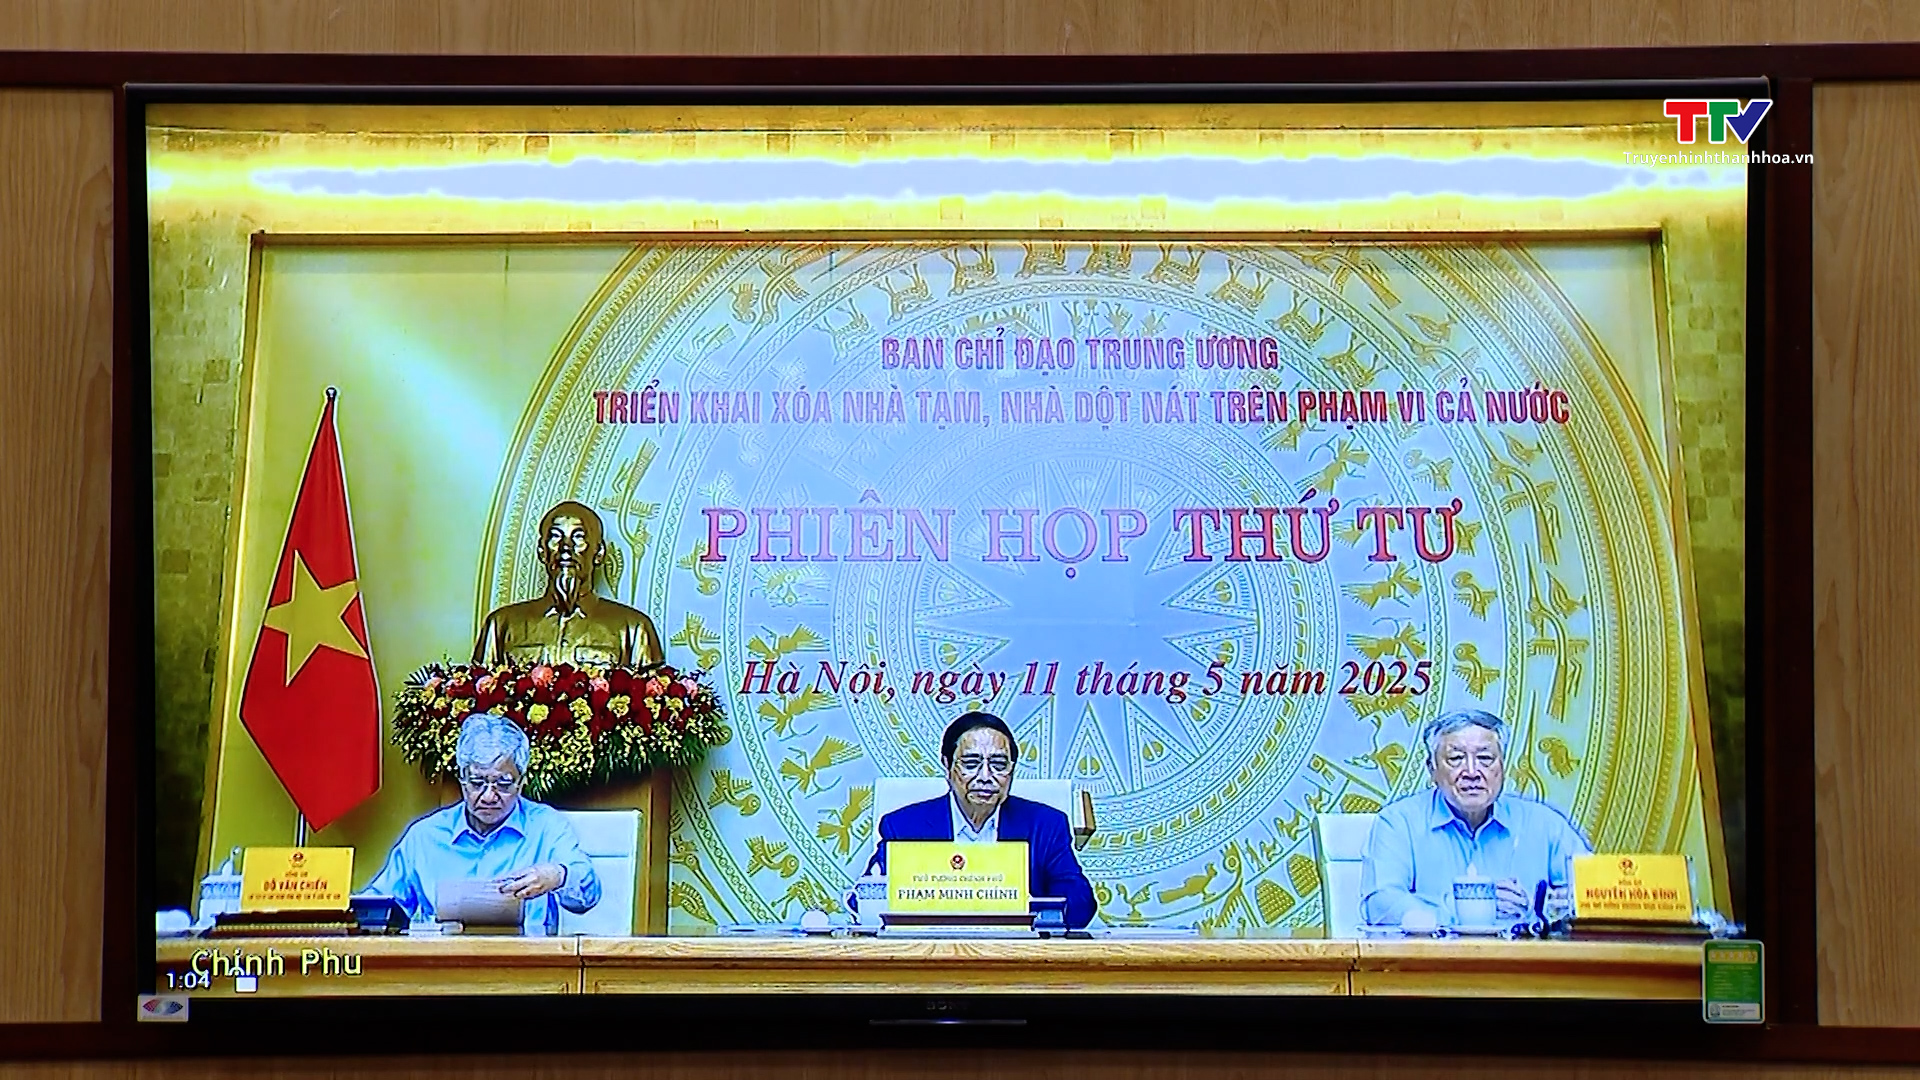 TTV
Truyenhinhthanhhoa.vn
BAN CHỈ ĐẠO TRUNG ƯƠNG
TRIỂN KHAI XÓA NHÀ TẠM, NHÀ DỘT NÁT TRÊN PHẠM VI CẢ NƯỚC
PHIÊN HỌP THỨ TƯ
Hà Nội, ngày 11 tháng 5 năm 2025
ĐỖ VĂN CHIẾN
THỦ TƯỚNG CHÍNH PHỦ
PHẠM MINH CHÍNH
NGUYỄN HÒA BÌNH
Chính Phu
1:04
SONY